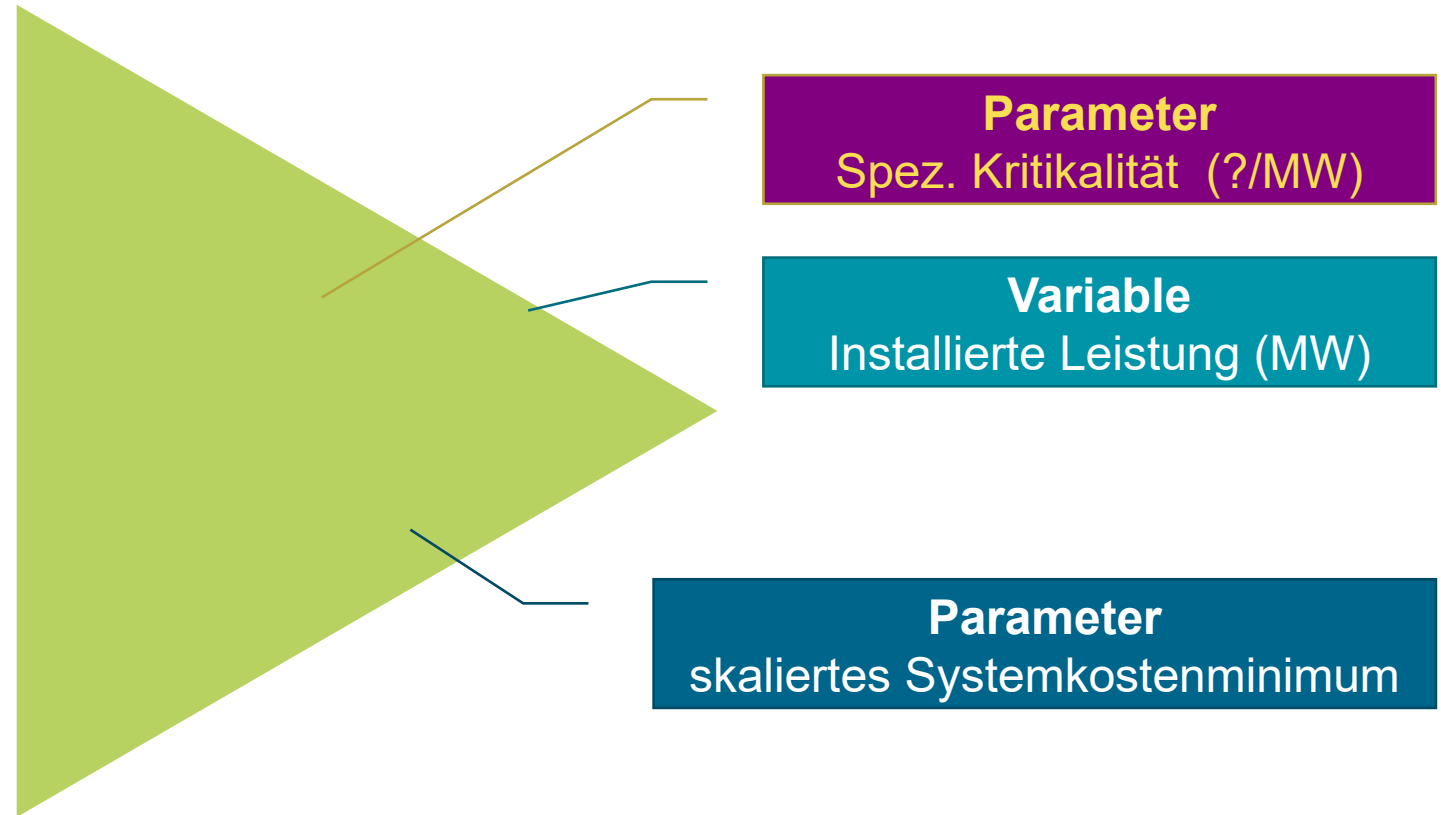 Parameter
Spez. Kritikalität (?/MW)
Variable
Installierte Leistung (MW)
Parameter
skaliertes Systemkostenminimum